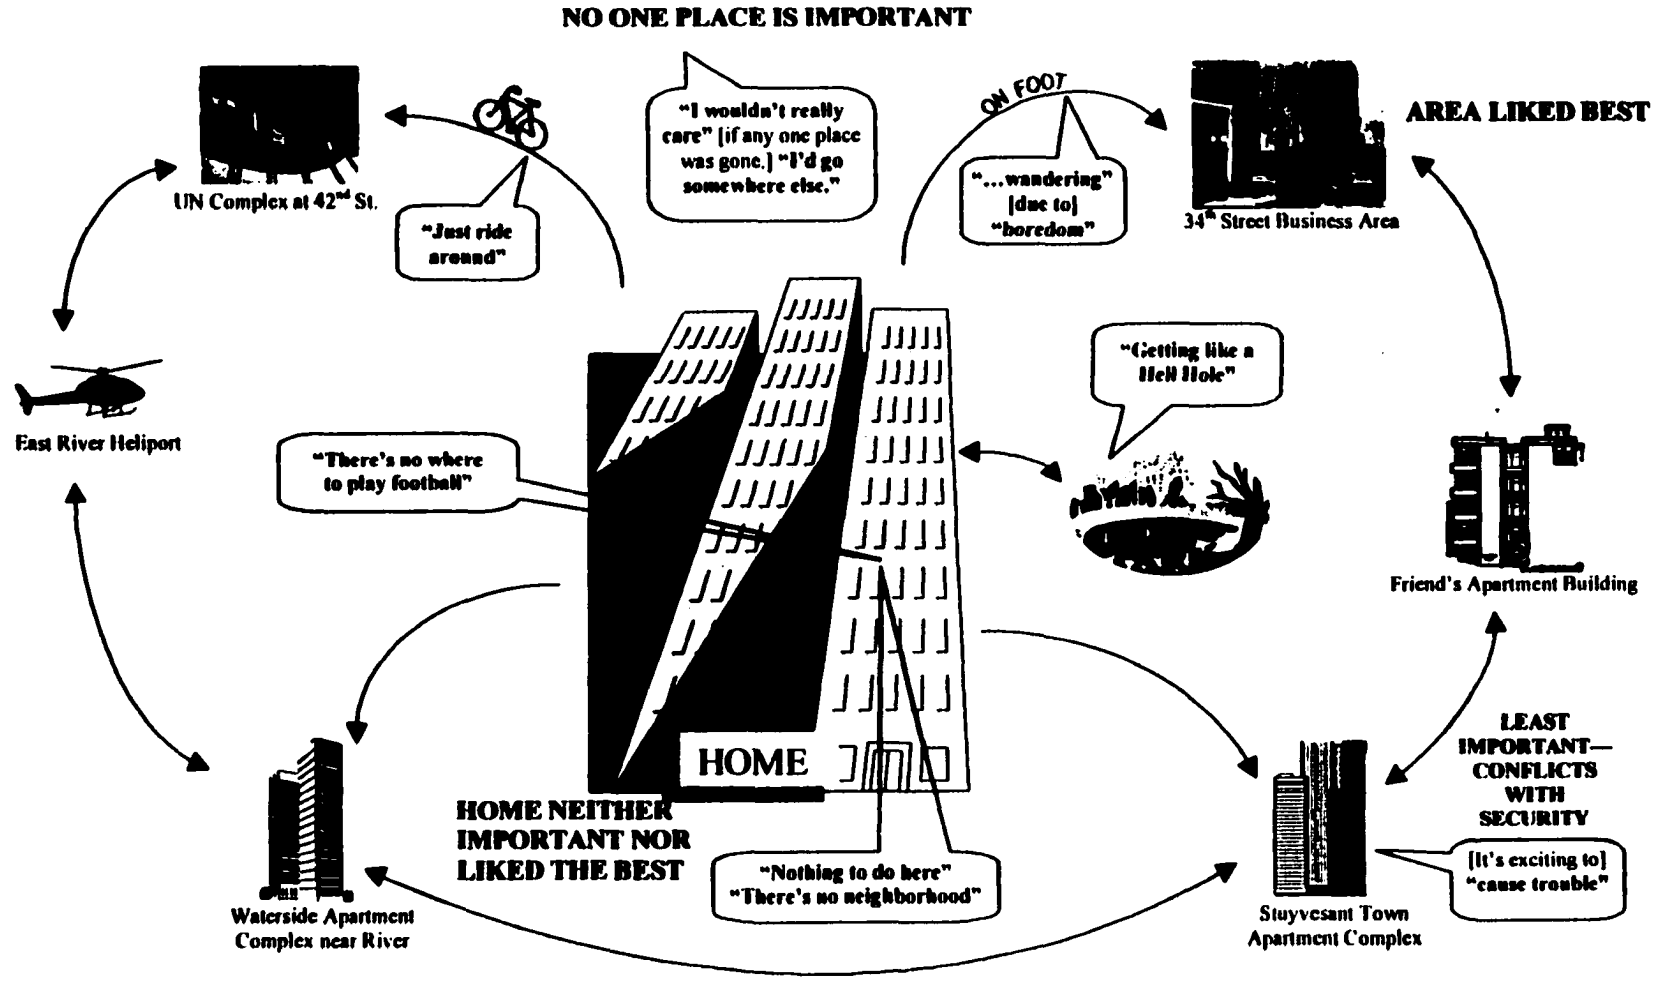 NO ONE PLACE IS IMPORTANT
"I wouldn't really
care" [if any one place
was gone.] "I'd go
somewhere else."
ON FOOT
AREA LIKED BEST
"...wandering"
[due to]
"boredom"
UN Complex at 42nd St.
"Just ride
around"
34th Street Business Area
"Getting like a
Hell Hole"
East River Heliport
"There's no where
to play football"
Friend's Apartment Building
HOME
LEAST
IMPORTANT—
CONFLICTS
WITH
SECURITY
HOME NEITHER
IMPORTANT NOR
LIKED THE BEST
"Nothing to do here"
"There's no neighborhood"
[It's exciting to]
"cause trouble"
Waterside Apartment
Complex near River
Stuyvesant Town
Apartment Complex